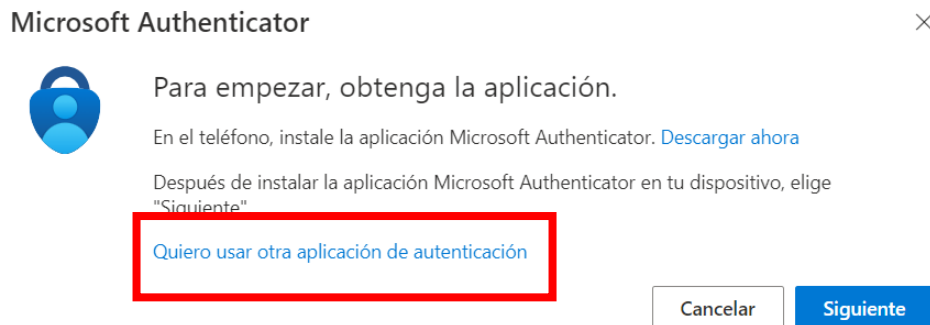 Microsoft Authenticator
Para empezar, obtenga la aplicación.
En el teléfono, instale la aplicación Microsoft Authenticator. Descargar ahora
Después de instalar la aplicación Microsoft Authenticator en tu dispositivo, elige
"Siguiente"
Quiero usar otra aplicación de autenticación
Cancelar
Siguiente